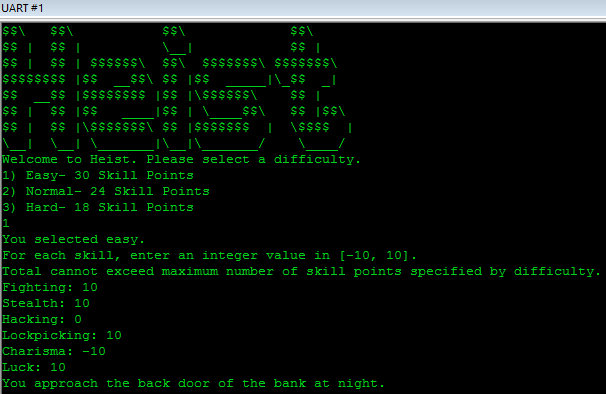 UART #1
$$\   $$\           $$\             $$\
$$ |  $$ |          \__|            $$ |
$$ |  $$ | $$$$$$\  $$\  $$$$$$$\ $$$$$$$\
$$$$$$$$ |$$  __$$\ $$ |$$  _____|\_$$  _|
$$  __$$ |$$$$$$$$ |$$ |\$$$$$$\    $$ |
$$ |  $$ |$$   ____|$$ | \____$$\   $$ |$$\
$$ |  $$ |\$$$$$$$\ $$ |$$$$$$$  |  \$$$$  |
\__|  \__| \_______|\__|\_______/    \____/
Welcome to Heist. Please select a difficulty.
1) Easy- 30 Skill Points
2) Normal- 24 Skill Points
3) Hard- 18 Skill Points
1
You selected easy.
For each skill, enter an integer value in [-10, 10].
Total cannot exceed maximum number of skill points specified by difficulty.
Fighting: 10
Stealth: 10
Hacking: 0
Lockpicking: 10
Charisma: -10
Luck: 10
You approach the back door of the bank at night.